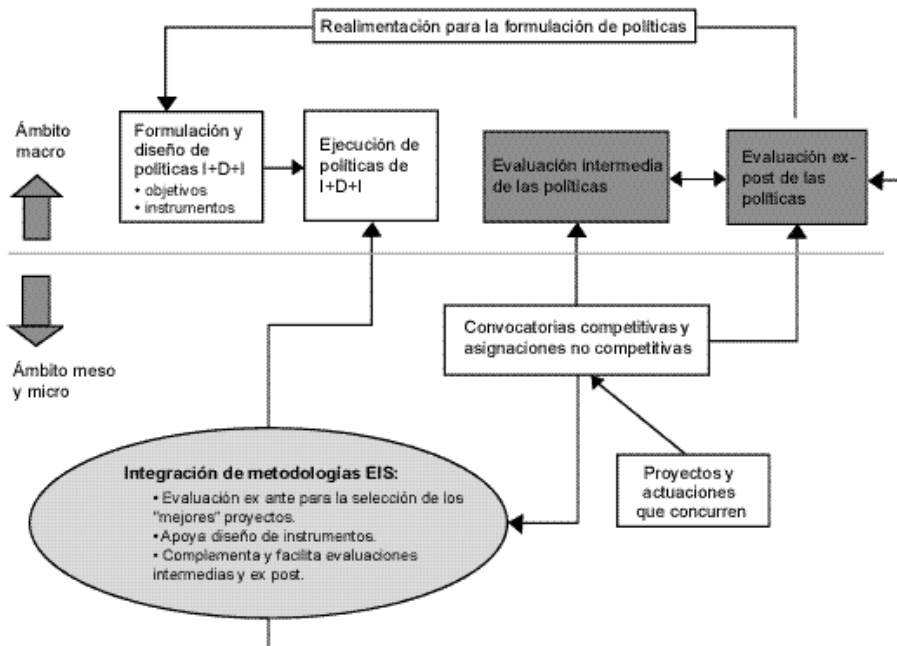 Realimentación para la formulación de políticas
Ámbito
macro
Formulación y
diseño de
políticas I+D+I
• objetivos
• instrumentos
Ejecución de
políticas de
I+D+I
Evaluación intermedia
de las políticas
Evaluación ex-
post de las
políticas
Ámbito meso
y micro
Convocatorias competitivas y
asignaciones no competitivas
Proyectos y
actuaciones
que concurren
Integración de metodologías EIS:
• Evaluación ex ante para la selección de los
"mejores" proyectos.
• Apoya diseño de instrumentos.
• Complementa y facilita evaluaciones
intermedias y ex post.